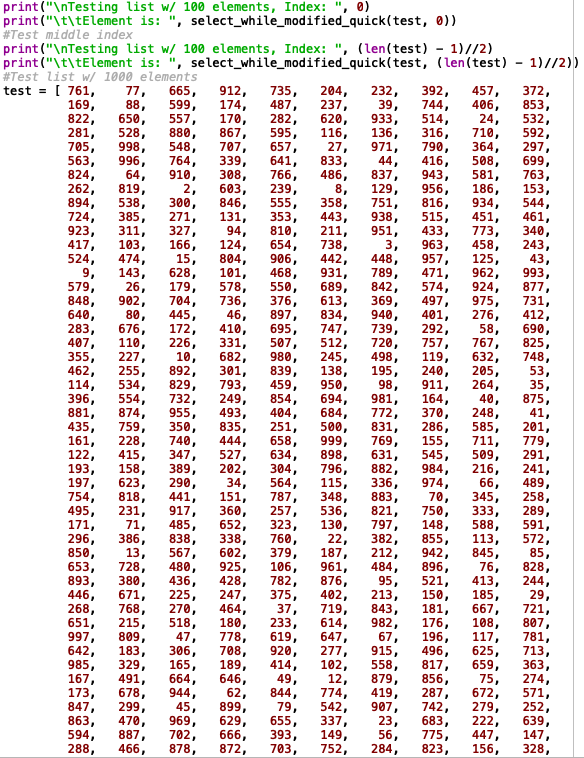 print("\nTesting list w/ 100 elements, Index: ", 0)
print("\t\tElement is: ", select_while_modified_quick(test, 0))
#Test middle index
print("\nTesting list w/ 100 elements, Index: ", (len(test) - 1)//2)
print("\t\tElement is: ", select_while_modified_quick(test, (len(test) - 1)//2))
#Test list w/ 1000 elements
test = [ 761, 77, 665, 912, 735, 204, 232, 392, 457, 372,
169, 88, 599, 174, 487, 237, 39, 744, 406, 853,
822, 650, 557, 170, 282, 620, 933, 514, 24, 532,
281, 528, 880, 867, 595, 116, 136, 316, 710, 592,
705, 998, 548, 707, 657, 27, 971, 790, 364, 297,
563, 996, 764, 339, 641, 833, 44, 416, 508, 699,
824, 64, 910, 308, 766, 486, 837, 943, 581, 763,
262, 819, 2, 603, 239, 8, 129, 956, 186, 153,
894, 538, 300, 846, 555, 358, 751, 816, 934, 544,
724, 385, 271, 131, 353, 443, 938, 515, 451, 461,
923, 311, 327, 94, 810, 211, 951, 433, 773, 340,
417, 103, 166, 124, 654, 738, 3, 963, 458, 243,
524, 474, 15, 804, 906, 442, 448, 957, 125, 43,
9, 143, 628, 101, 468, 931, 789, 471, 962, 993,
579, 26, 179, 578, 550, 689, 842, 574, 924, 877,
848, 902, 704, 736, 376, 613, 369, 497, 975, 731,
640, 80, 445, 46, 897, 834, 940, 401, 276, 412,
283, 676, 172, 410, 695, 747, 739, 292, 58, 690,
407, 110, 226, 331, 507, 512, 720, 757, 767, 825,
355, 227, 10, 682, 980, 245, 498, 119, 632, 748,
462, 255, 892, 301, 839, 138, 195, 240, 205, 53,
114, 534, 829, 793, 459, 950, 98, 911, 264, 35,
396, 554, 732, 249, 854, 694, 981, 164, 40, 875,
881, 874, 955, 493, 404, 684, 772, 370, 248, 41,
435, 759, 350, 835, 251, 500, 831, 286, 585, 201,
161, 228, 740, 444, 658, 999, 769, 155, 711, 779,
122, 415, 347, 527, 634, 898, 631, 545, 509, 291,
193, 158, 389, 202, 304, 796, 882, 984, 216, 241,
197, 623, 290, 34, 564, 115, 336, 974, 66, 489,
754, 818, 441, 151, 787, 348, 883, 70, 345, 258,
495, 231, 917, 360, 257, 536, 821, 750, 333, 289,
171, 71, 485, 652, 323, 130, 797, 148, 588, 591,
296, 386, 838, 338, 760, 22, 382, 855, 113, 572,
850, 13, 567, 602, 379, 187, 212, 942, 845, 85,
653, 728, 480, 925, 106, 961, 484, 896, 76, 828,
893, 380, 436, 428, 782, 876, 95, 521, 413, 244,
446, 671, 225, 247, 375, 402, 213, 150, 185, 29,
268, 768, 270, 464, 37, 719, 843, 181, 667, 721,
651, 215, 518, 180, 233, 614, 982, 176, 108, 807,
997, 809, 47, 778, 619, 647, 67, 196, 117, 781,
642, 183, 306, 708, 920, 277, 915, 496, 625, 713,
985, 329, 165, 189, 414, 102, 558, 817, 659, 363,
167, 491, 664, 646, 49, 12, 879, 856, 75, 274,
173, 678, 944, 62, 844, 774, 419, 287, 672, 571,
847, 299, 45, 899, 79, 542, 907, 742, 279, 252,
863, 470, 969, 629, 655, 337, 23, 683, 222, 639,
594, 887, 702, 666, 393, 149, 56, 775, 447, 147,
288, 466, 878, 872, 703, 752, 284, 823, 156, 328,